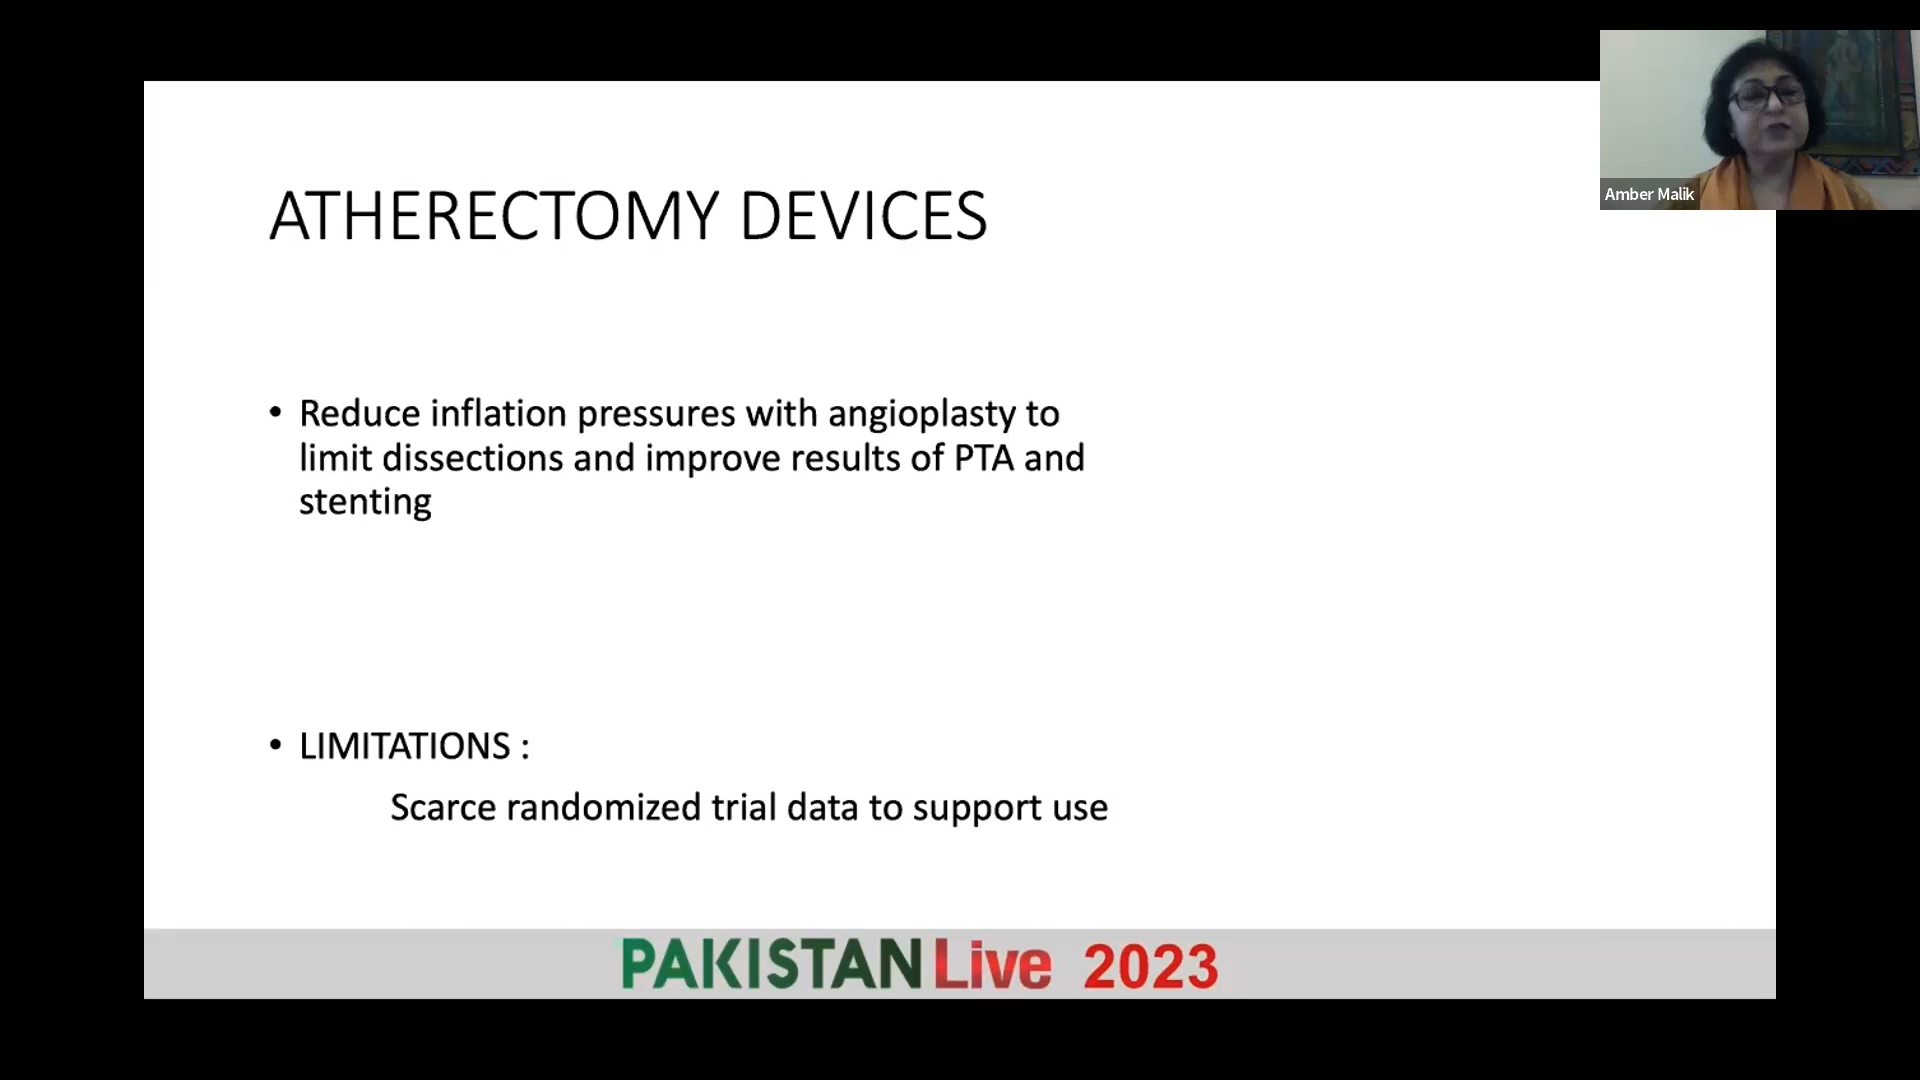 Amber Malik
ATHERECTOMY DEVICES
• Reduce inflation pressures with angioplasty to
limit dissections and improve results of PTA and
stenting
• LIMITATIONS :
Scarce randomized trial data to support use
PAKISTAN Live 2023